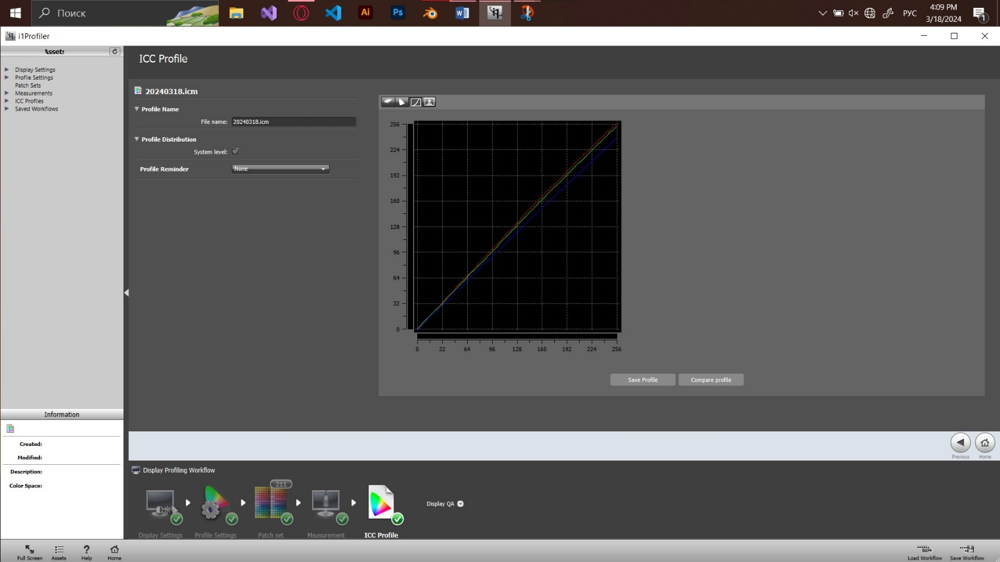 Поиск
Ai
Ps
W
i1
РУС
4:09 PM
3/18/2024
1
i1Profiler
Assets
Display Settings
Profile Settings
Patch Sets
Measurements
ICC Profiles
Saved Workflows
ICC Profile
20240318.icm
Profile Name
File name: 20240318.icm
Profile Distribution
System level:
Profile Reminder None
256
224
192
160
128
96
64
32
0
0 32 64 96 128 160 192 224 256
Save Profile Compare profile
Information
Created:
Modified:
Description:
Color Space:
Previous Home
Display Profiling Workflow
211
Display QA
Display Settings Profile Settings Patch set Measurement ICC Profile
Full Screen Assets Help Home
Load Workflow Save Workflow